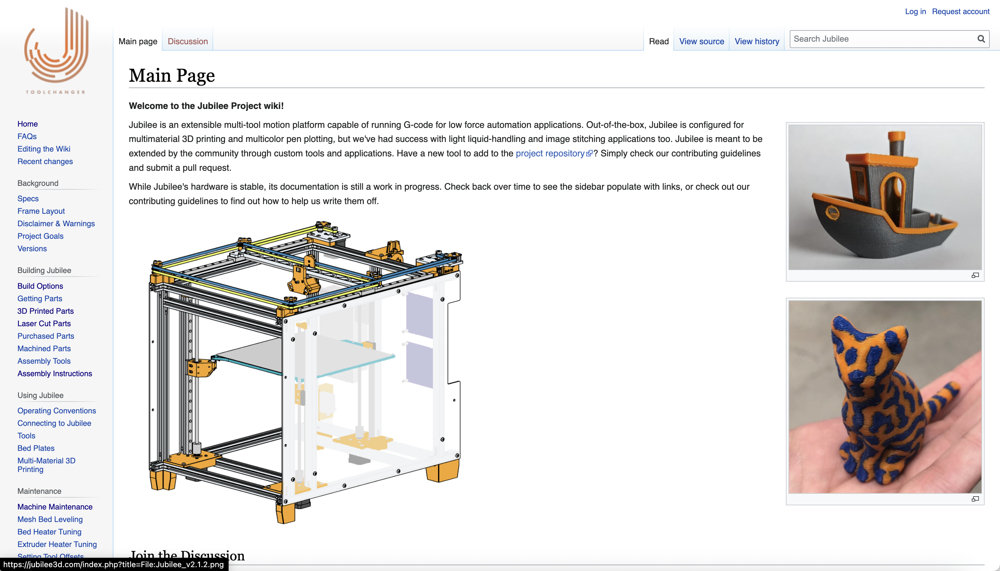 TOOLCHANGER
Log in Request account
Main page Discussion Read View source View history Search Jubilee
Main Page
Welcome to the Jubilee Project wiki!
Jubilee is an extensible multi-tool motion platform capable of running G-code for low force automation applications. Out-of-the-box, Jubilee is configured for
multimaterial 3D printing and multicolor pen plotting, but we've had success with light liquid-handling and image stitching applications too. Jubilee is meant to be
extended by the community through custom tools and applications. Have a new tool to add to the project repository? Simply check our contributing guidelines
and submit a pull request.
While Jubilee's hardware is stable, its documentation is still a work in progress. Check back over time to see the sidebar populate with links, or check out our
contributing guidelines to find out how to help us write them off.
Join the Discussion
Home
FAQs
Editing the Wiki
Recent changes
Background
Specs
Frame Layout
Disclaimer & Warnings
Project Goals
Versions
Building Jubilee
Build Options
Getting Parts
3D Printed Parts
Laser Cut Parts
Purchased Parts
Machined Parts
Assembly Tools
Assembly Instructions
Using Jubilee
Operating Conventions
Connecting to Jubilee
Tools
Bed Plates
Multi-Material 3D
Printing
Maintenance
Machine Maintenance
Mesh Bed Leveling
Bed Heater Tuning
Extruder Heater Tuning
Setting Tool Offsets
https://jubilee3d.com/index.php?title=File:Jubilee_v2.1.2.png